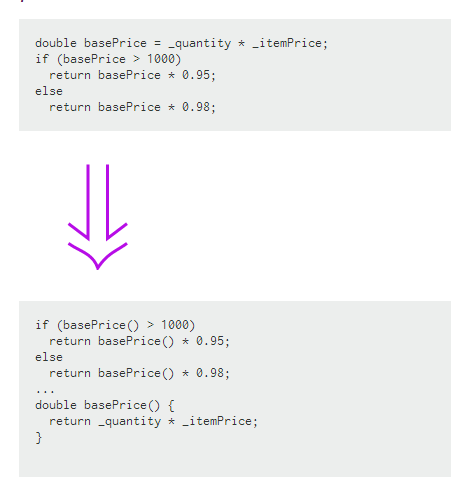 double basePrice = _quantity * _itemPrice;
if (basePrice > 1000)
  return basePrice * 0.95;
else
  return basePrice * 0.98;
if (basePrice() > 1000)
  return basePrice() * 0.95;
else
  return basePrice() * 0.98;
...
double basePrice() {
  return _quantity * _itemPrice;
}